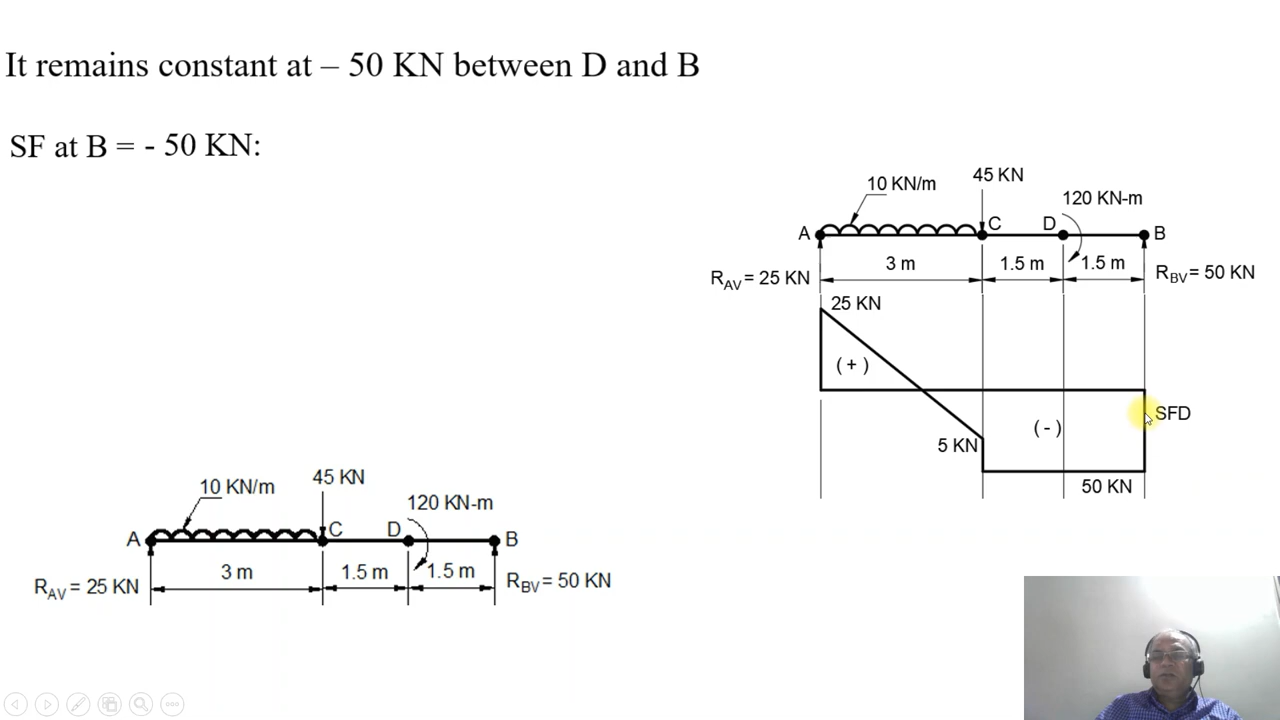 It remains constant at – 50 KN between D and B
SF at B = - 50 KN:
45 KN
10 KN/m
120 KN-m
A
C
D
B
3 m
1.5 m
1.5 m
RAV = 25 KN
RBV = 50 KN
25 KN
( + )
SFD
( - )
5 KN
50 KN
45 KN
10 KN/m
120 KN-m
A
C
D
B
3 m
1.5 m
1.5 m
RAV = 25 KN
RBV = 50 KN